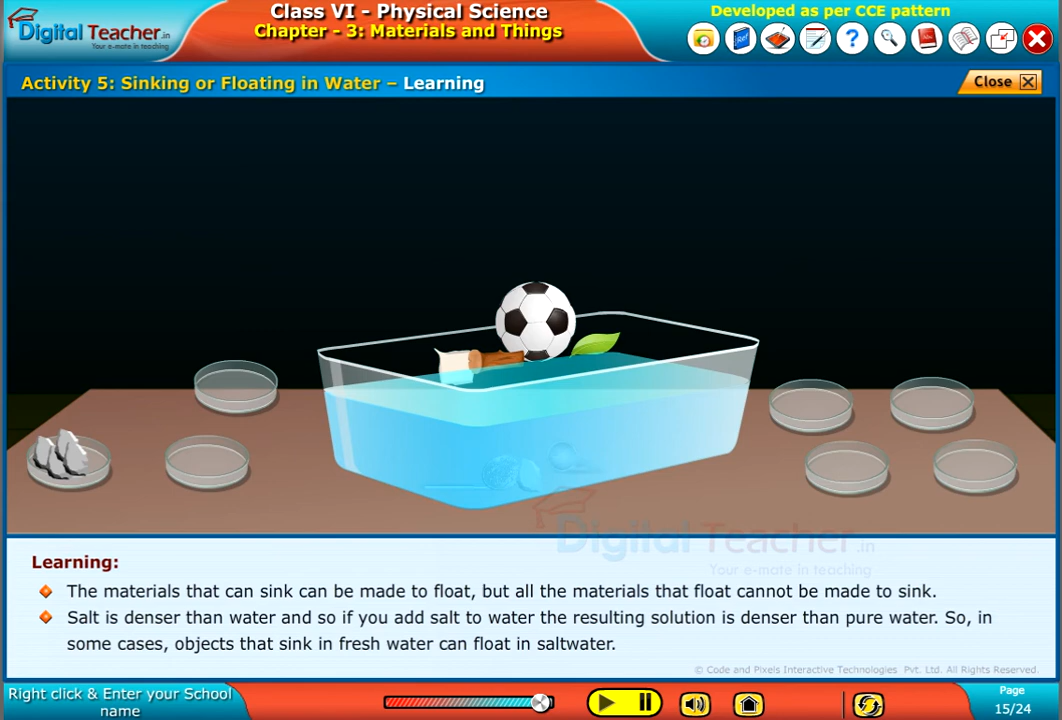 Digital Teacher.in
Your e-mate in teaching
Class VI - Physical Science
Chapter - 3: Materials and Things
Developed as per CCE pattern
Ref
?
ABC
Activity 5: Sinking or Floating in Water – Learning
Close
Digital Teacher.in
Your e-mate in teaching
Learning:
The materials that can sink can be made to float, but all the materials that float cannot be made to sink.
Salt is denser than water and so if you add salt to water the resulting solution is denser than pure water. So, in
some cases, objects that sink in fresh water can float in saltwater.
© Code and Pixels Interactive Technologies Pvt. Ltd. All Rights Reserved.
Right click & Enter your School
name
Page
15/24